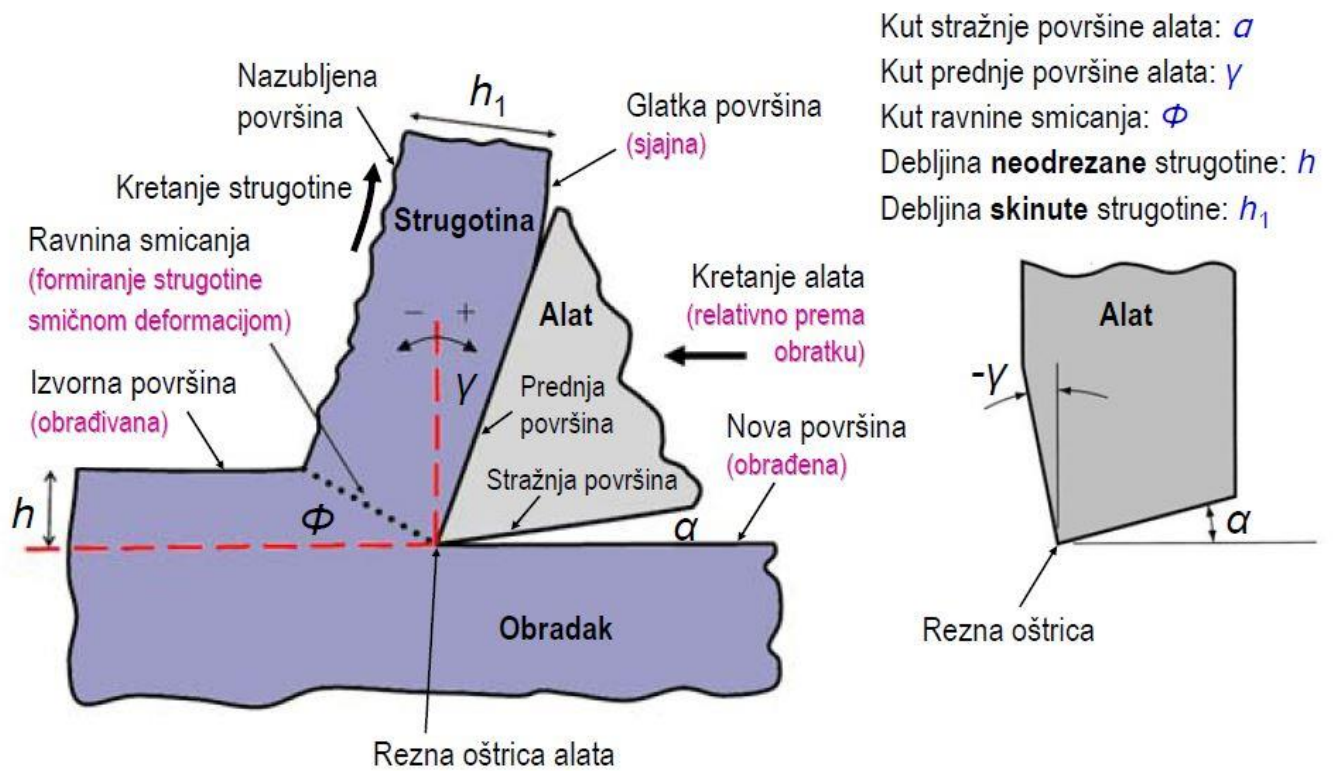 Kut stražnje površine alata: α
Kut prednje površine alata: γ
Kut ravnine smicanja: Φ
Debljina neodrezane strugotine: h
Debljina skinute strugotine: h₁
Nazubljena
površina
h₁
Glatka površina
(sjajna)
Kretanje strugotine
Strugotina
Ravnina smicanja
(formiranje strugotine
smičnom deformacijom)
Kretanje alata
(relativno prema
obratku)
Alat
− +
γ
Prednja
površina
Izvorna površina
(obrađivana)
Nova površina
(obrađena)
Stražnja površina
h
Φ
α
Obradak
Rezna oštrica alata
Alat
-γ
α
Rezna oštrica